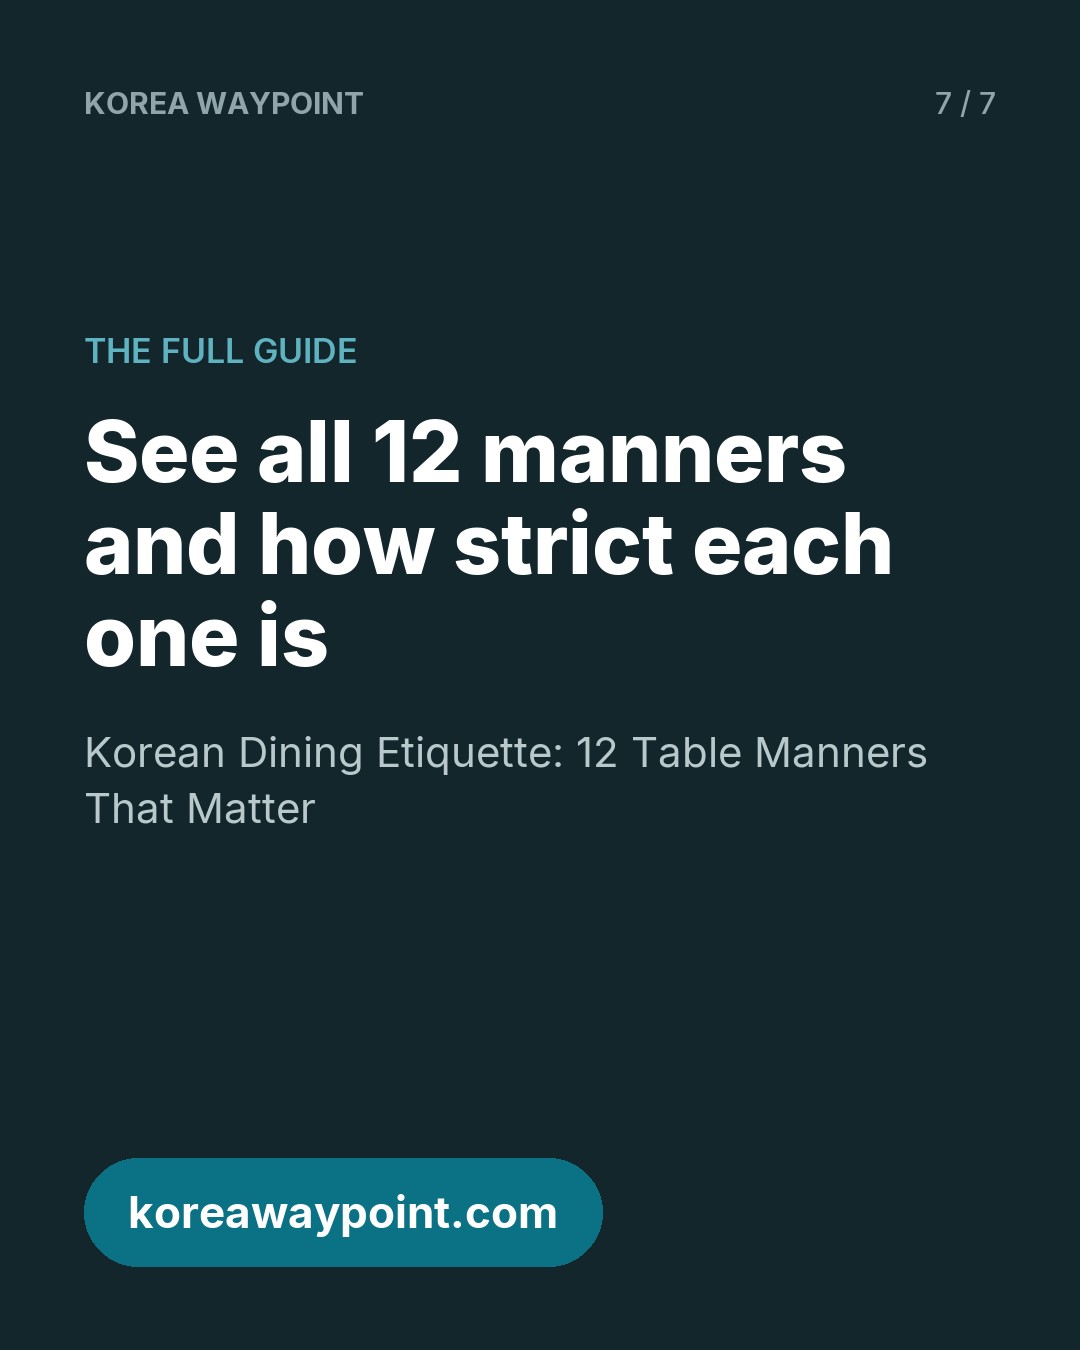 KOREA WAYPOINT
7 / 7
THE FULL GUIDE
See all 12 manners
and how strict each
one is
Korean Dining Etiquette: 12 Table Manners
That Matter
koreawaypoint.com